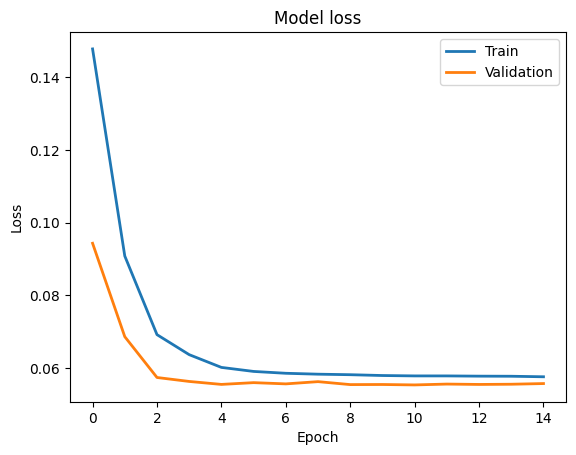 Model loss
Train
Validation
0.14
0.12
0.10
0.08
0.06
Loss
0 2 4 6 8 10 12 14
Epoch